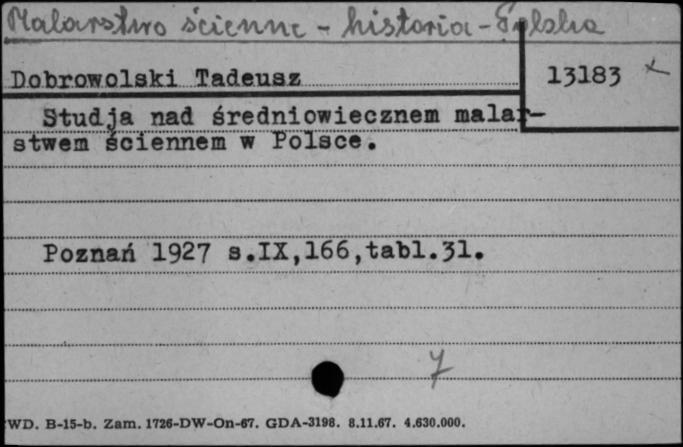 Malarstwo ścienne - historia - Polska
Dobrowolski Tadeusz
13183 x
Studja nad średniowiecznem malar-
stwem ściennem w Polsce.
Poznań 1927 s.IX,166,tabl.31.
7
WD. B-15-b. Zam. 1726-DW-On-67. GDA-3198. 8.11.67. 4.630.000.